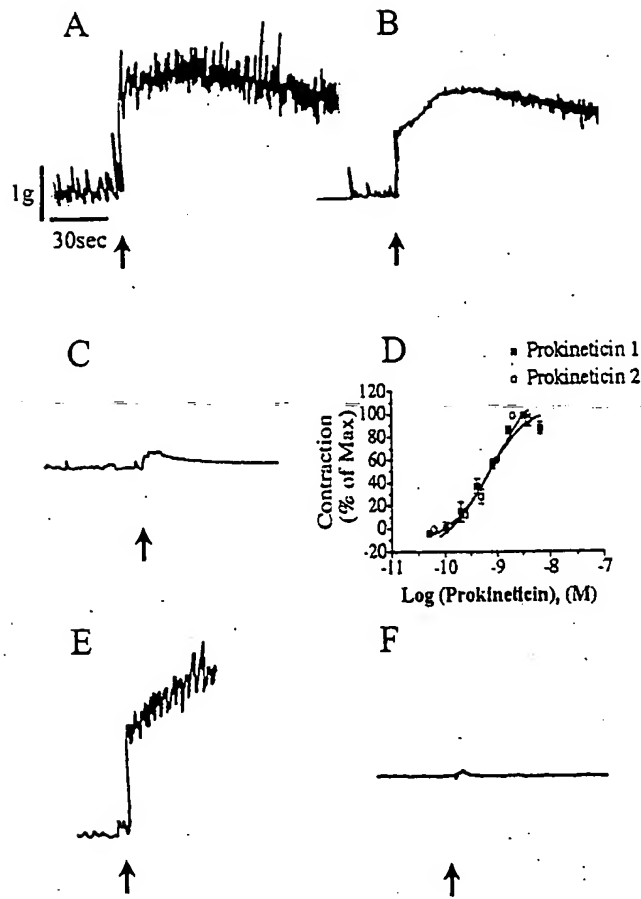 A
B
1g
30sec
C
D
Prokineticin 1
Prokineticin 2
Contraction
(% of Max)
120
100
80
60
40
20
0
-20
-11
-10
-9
-8
-7
Log (Prokineticin), (M)
E
F